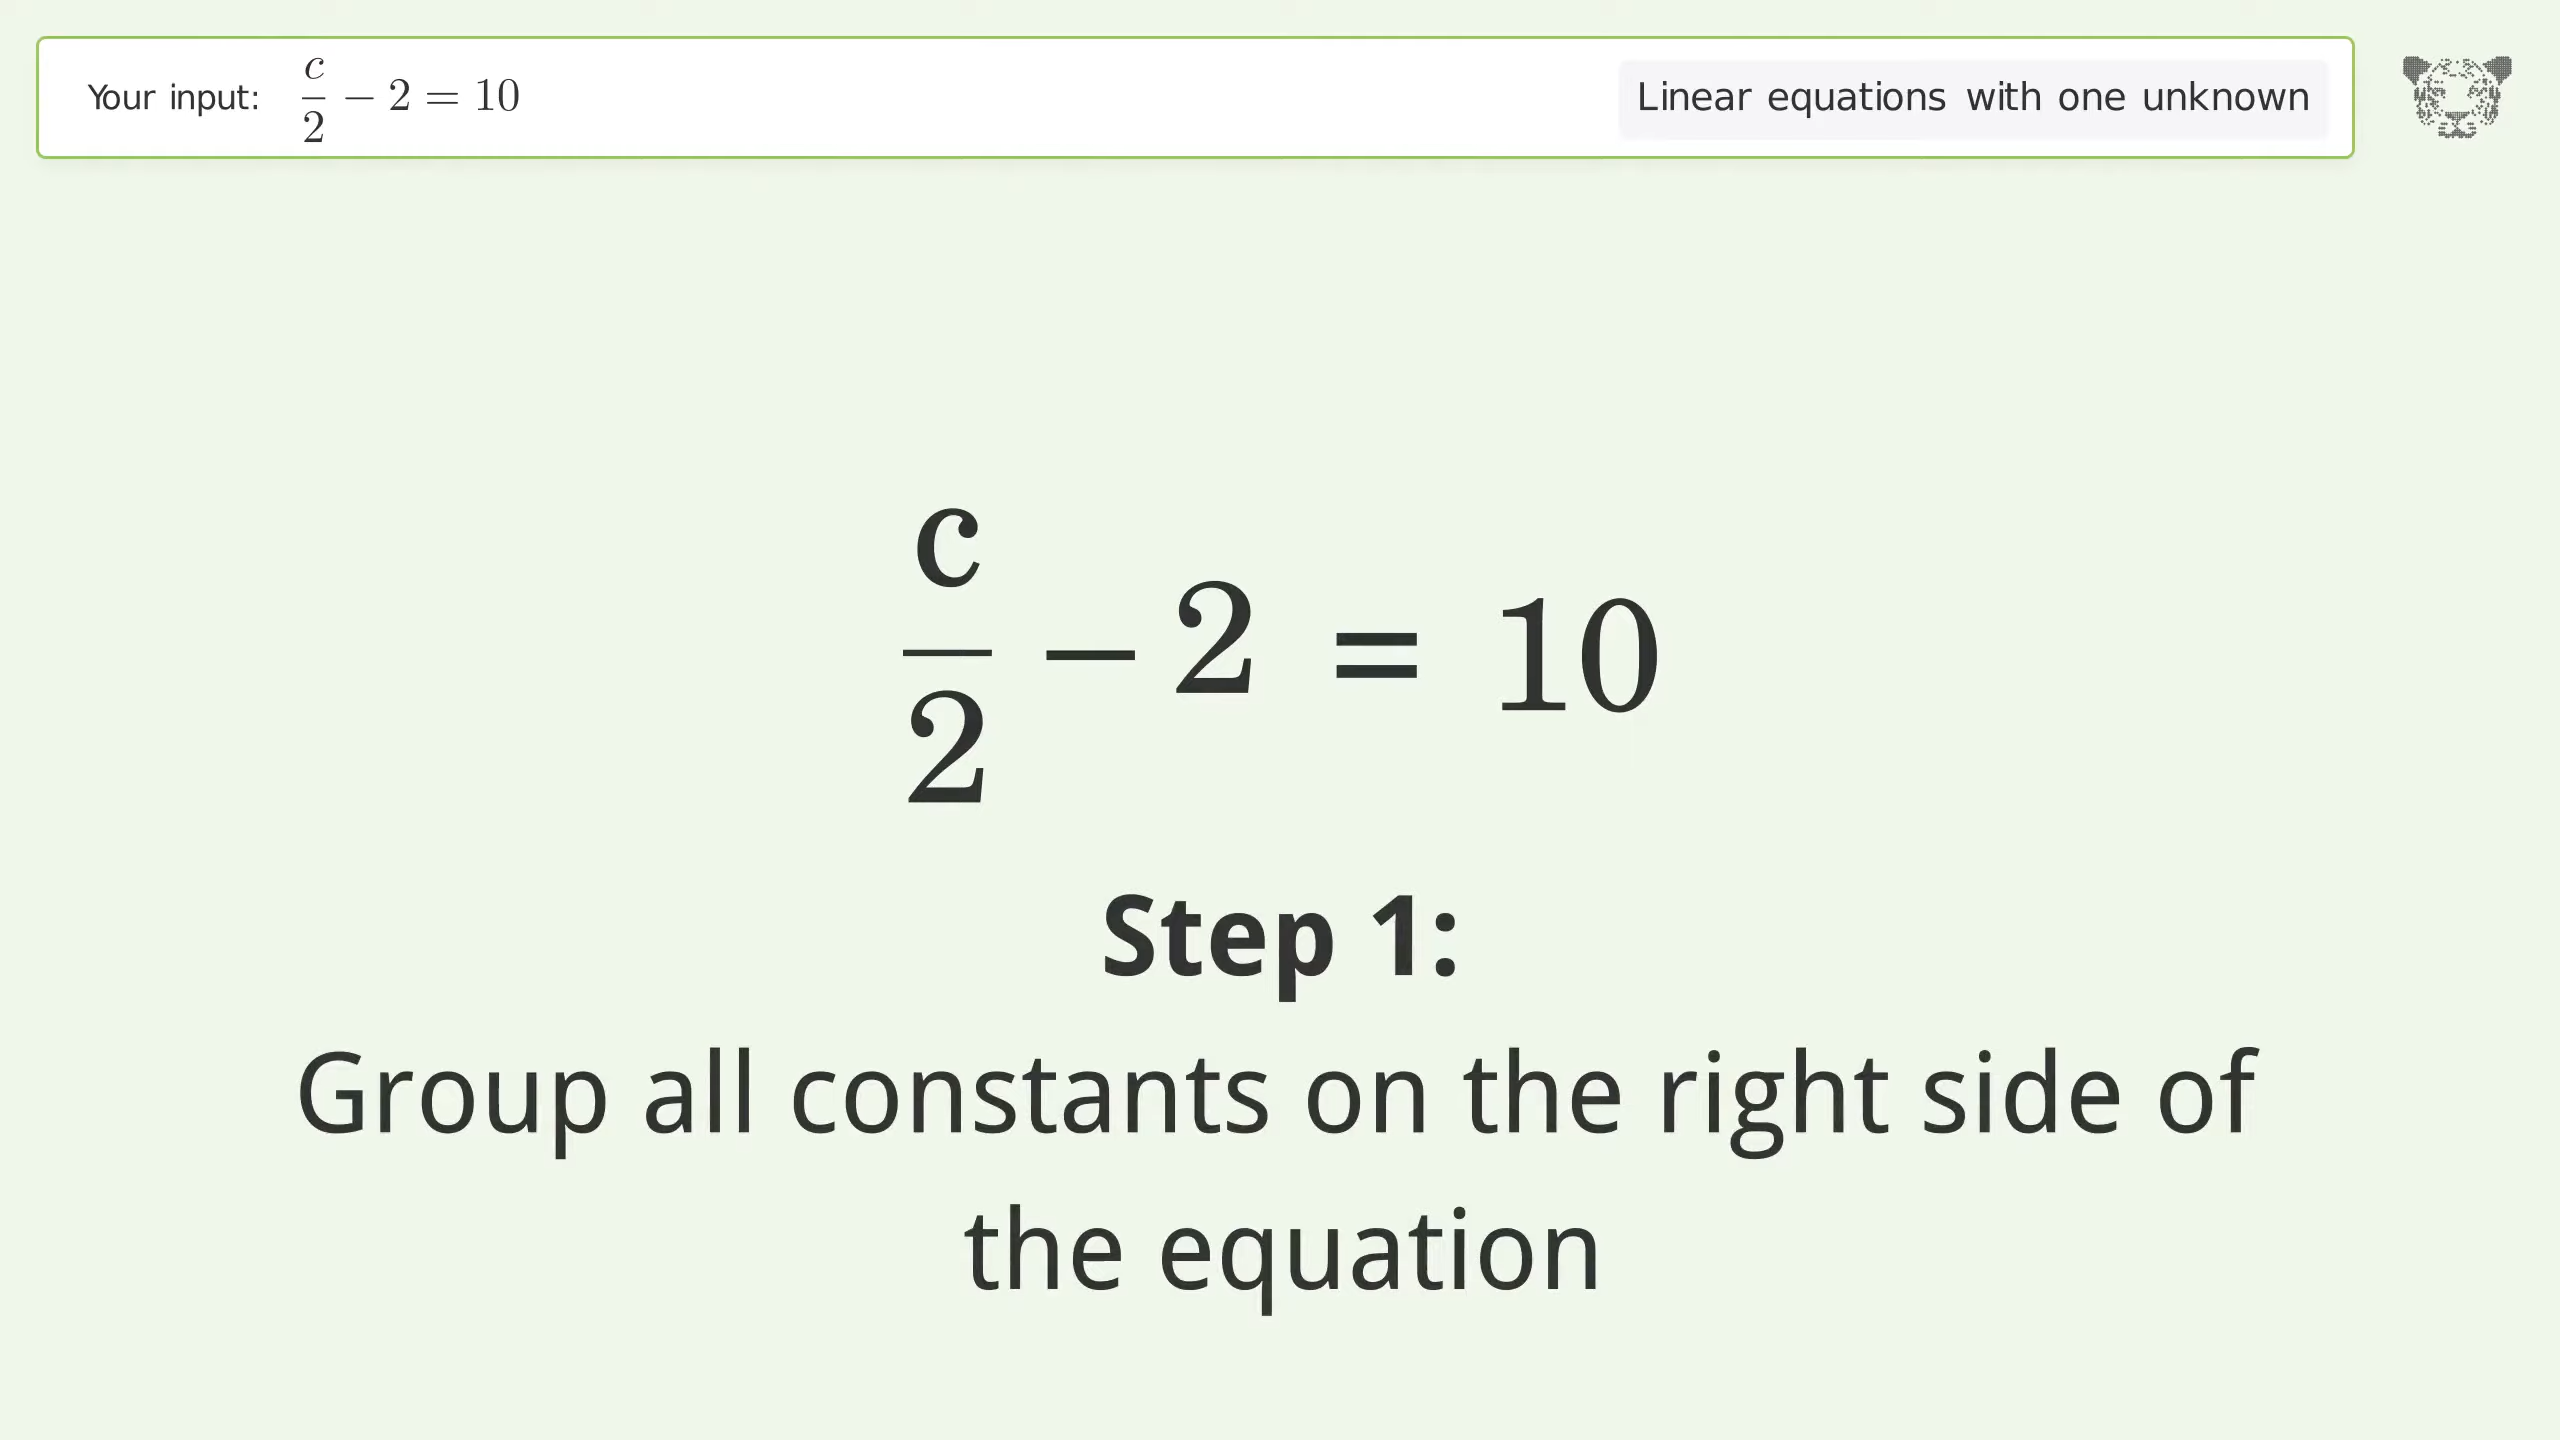 Your input: c/2 − 2 = 10
Linear equations with one unknown
c/2 − 2 = 10
Step 1:
Group all constants on the right side of
the equation